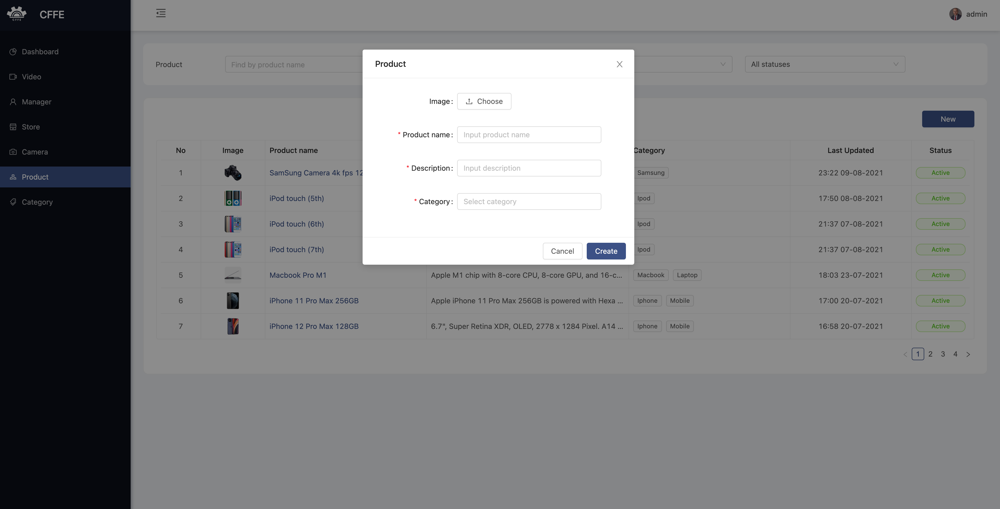 CFFE
CFFE
admin
Dashboard
Video
Manager
Store
Camera
Product
Category
Product
Find by product name
All statuses
New
Product
Image:
Choose
* Product name:
Input product name
* Description:
Input description
* Category:
Select category
Cancel
Create
No Image Product name Category Last Updated Status
1 SamSung Camera 4k fps 12 Samsung 23:22 09-08-2021 Active
2 iPod touch (5th) Ipod 17:50 08-08-2021 Active
3 iPod touch (6th) Ipod 21:37 07-08-2021 Active
4 iPod touch (7th) Ipod 21:37 07-08-2021 Active
5 Macbook Pro M1 Apple M1 chip with 8-core CPU, 8-core GPU, and 16-c... Macbook Laptop 18:03 23-07-2021 Active
6 iPhone 11 Pro Max 256GB Apple iPhone 11 Pro Max 256GB is powered with Hexa ... Iphone Mobile 17:00 20-07-2021 Active
7 iPhone 12 Pro Max 128GB 6.7", Super Retina XDR, OLED, 2778 x 1284 Pixel. A14 ... Iphone Mobile 16:58 20-07-2021 Active
< 1 2 3 4 >